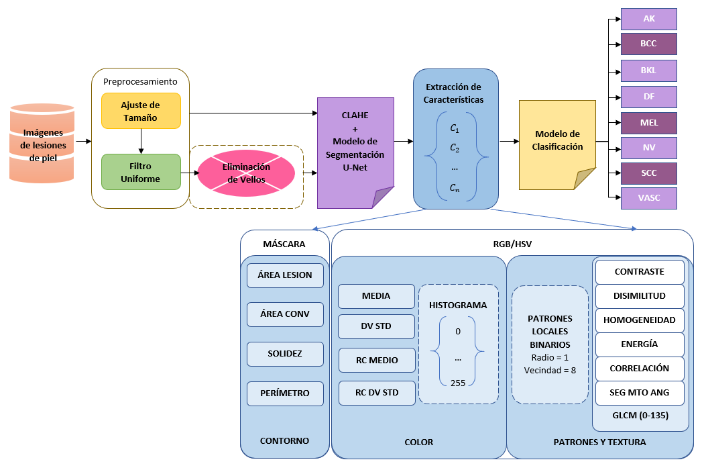 Imágenes
de lesiones
de piel
Preprocesamiento
Ajuste de
Tamaño
Filtro
Uniforme
Eliminación
de Vellos
CLAHE
+
Modelo de
Segmentación
U-Net
Extracción de
Características
C1
C2
...
Cn
Modelo de
Clasificación
AK
BCC
BKL
DF
MEL
NV
SCC
VASC
MÁSCARA
ÁREA LESION
ÁREA CONV
SOLIDEZ
PERÍMETRO
CONTORNO
RGB/HSV
MEDIA
DV STD
RC MEDIO
RC DV STD
HISTOGRAMA
0
...
255
COLOR
PATRONES
LOCALES
BINARIOS
Radio = 1
Vecindad = 8
CONTRASTE
DISIMILITUD
HOMOGENEIDAD
ENERGÍA
CORRELACIÓN
SEG MTO ANG
GLCM (0-135)
PATRONES Y TEXTURA